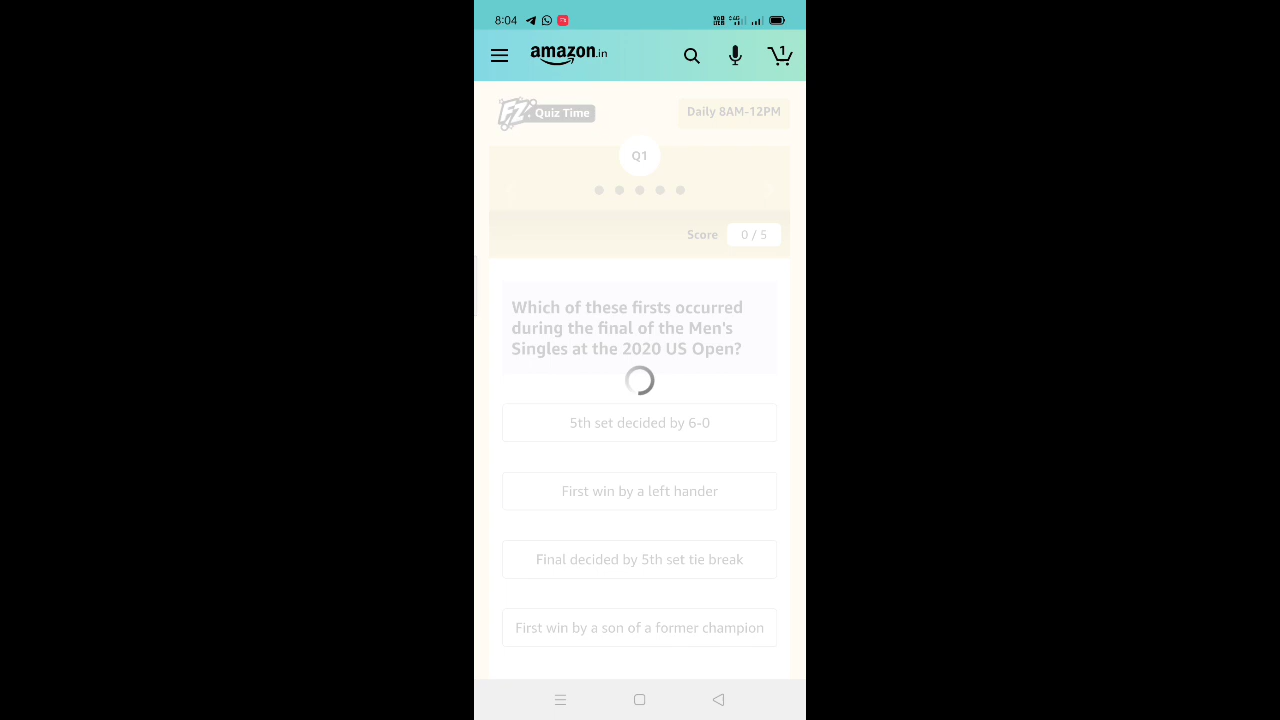 8:04
amazon.in
1
FZ. Quiz Time
Daily 8AM-12PM
Q1
Score 0 / 5
Which of these firsts occurred
during the final of the Men's
Singles at the 2020 US Open?
5th set decided by 6-0
First win by a left hander
Final decided by 5th set tie break
First win by a son of a former champion